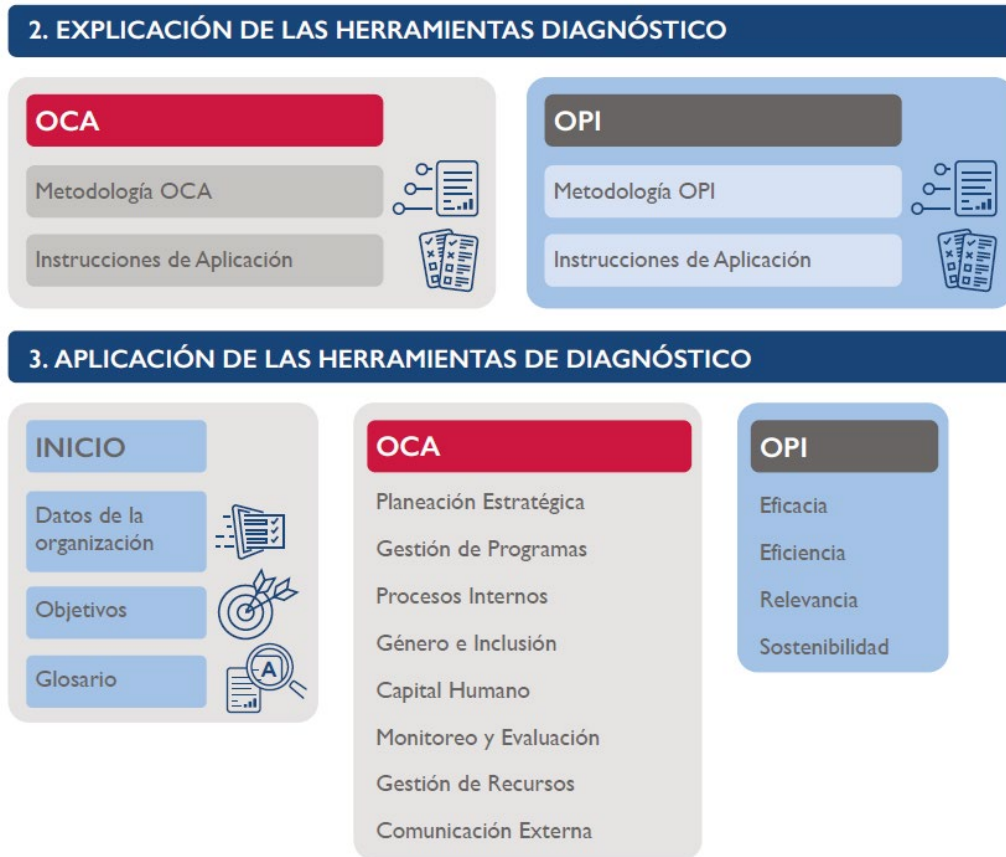 2. EXPLICACIÓN DE LAS HERRAMIENTAS DIAGNÓSTICO
OCA
Metodología OCA
Instrucciones de Aplicación
OPI
Metodología OPI
Instrucciones de Aplicación
3. APLICACIÓN DE LAS HERRAMIENTAS DE DIAGNÓSTICO
INICIO
Datos de la
organización
Objetivos
Glosario
A
OCA
Planeación Estratégica
Gestión de Programas
Procesos Internos
Género e Inclusión
Capital Humano
Monitoreo y Evaluación
Gestión de Recursos
Comunicación Externa
OPI
Eficacia
Eficiencia
Relevancia
Sostenibilidad